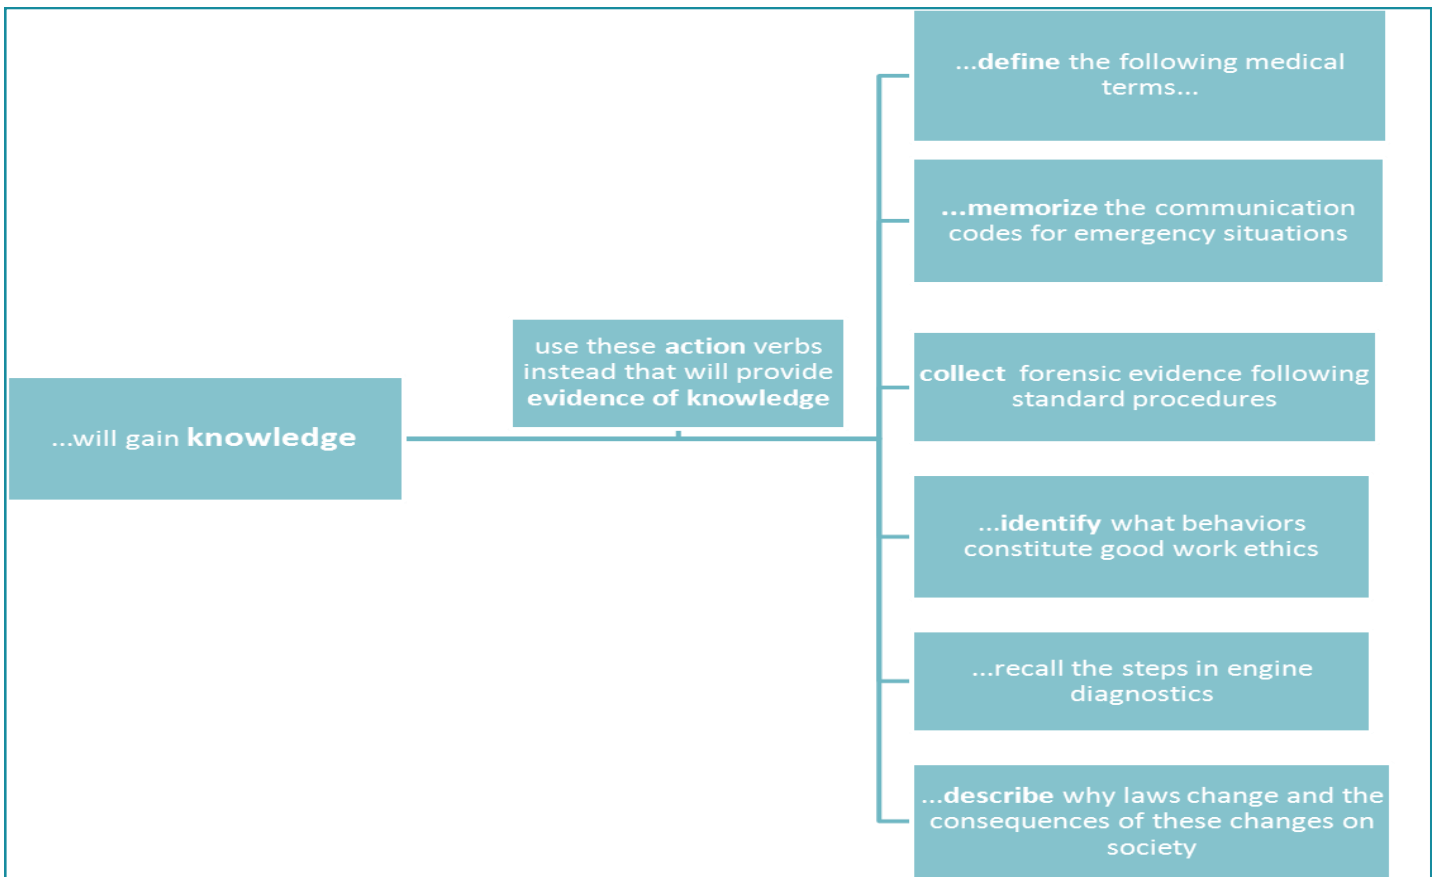 ...will gain knowledge
use these action verbs
instead that will provide
evidence of knowledge
...define the following medical
terms...
...memorize the communication
codes for emergency situations
collect forensic evidence following
standard procedures
...identify what behaviors
constitute good work ethics
...recall the steps in engine
diagnostics
...describe why laws change and the
consequences of these changes on
society